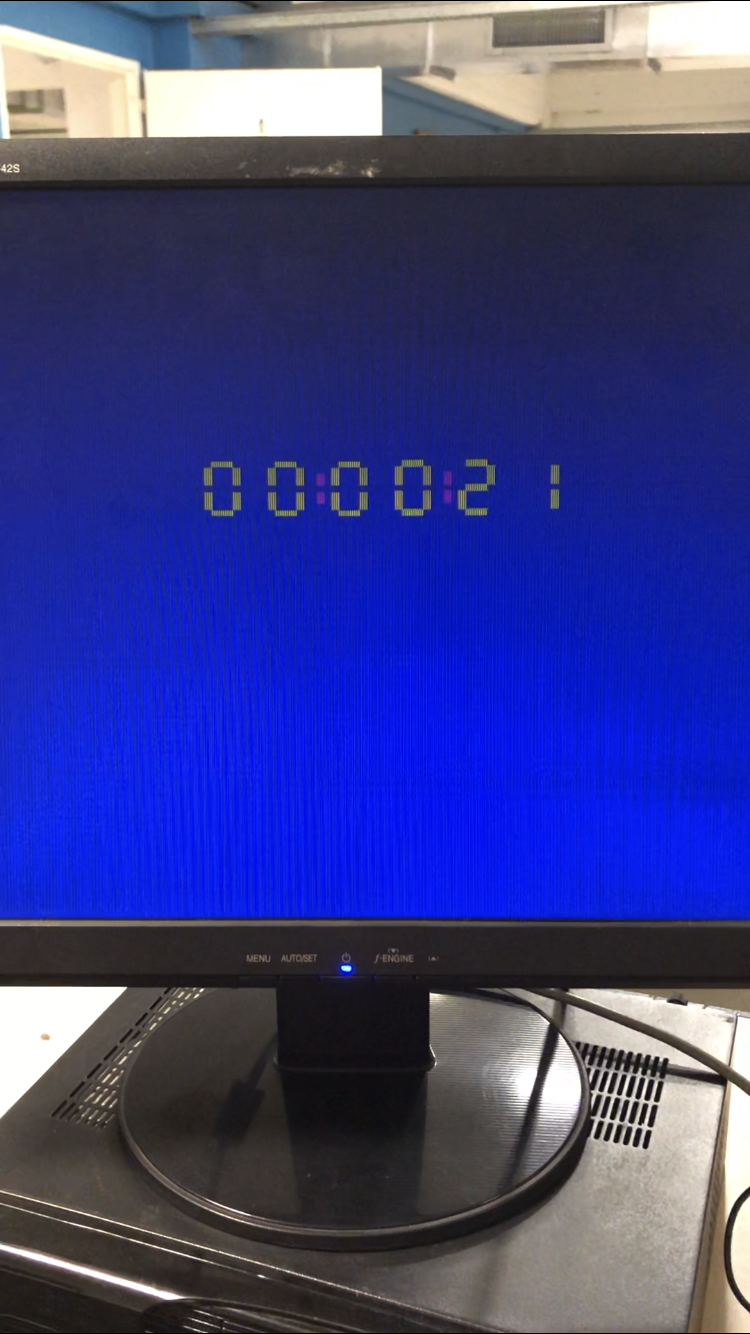 42S
00:00:21
MENU AUTO/SET f-ENGINE